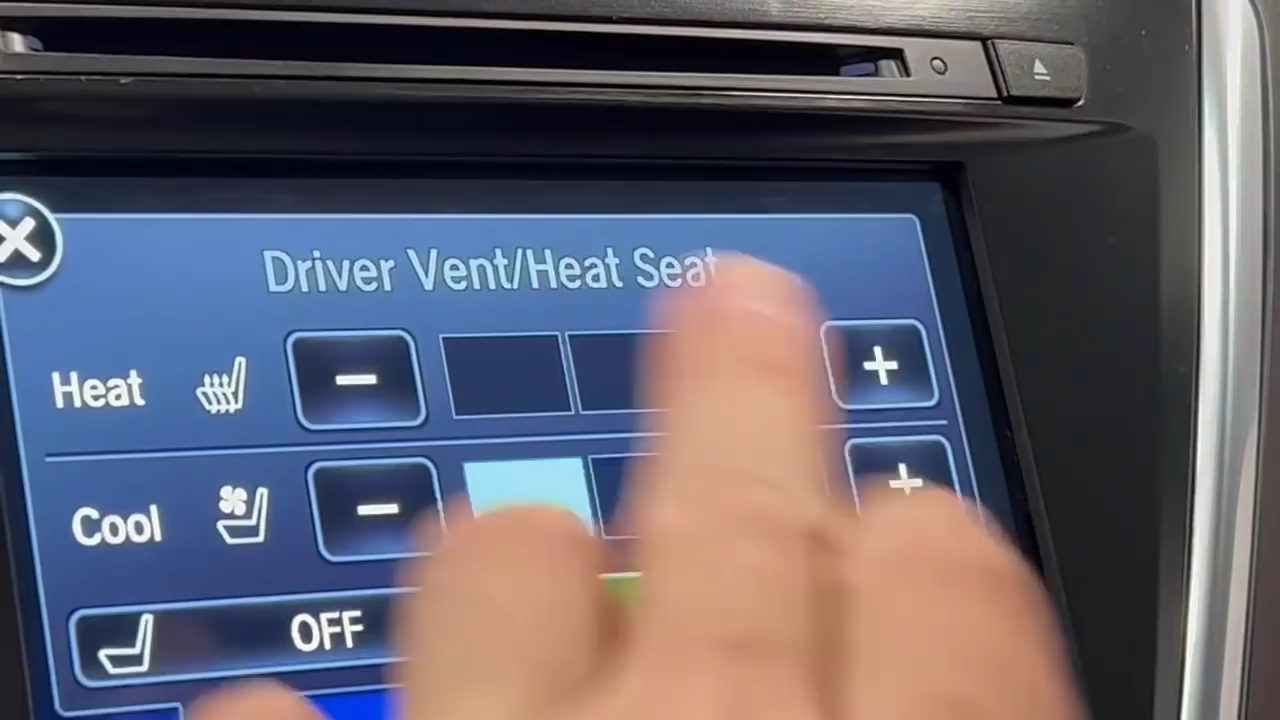 Driver Vent/Heat Seat
Heat − +
Cool − +
OFF